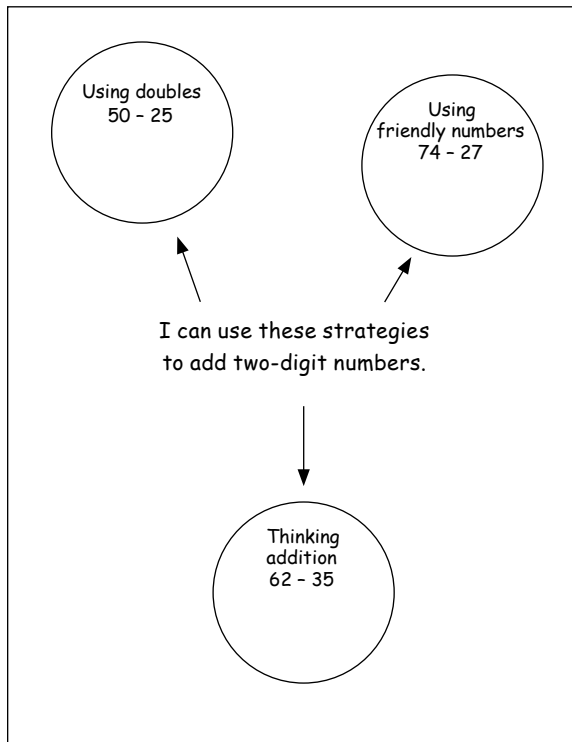 Using doubles
50 – 25
Using
friendly numbers
74 – 27
I can use these strategies
to add two-digit numbers.
Thinking
addition
62 – 35